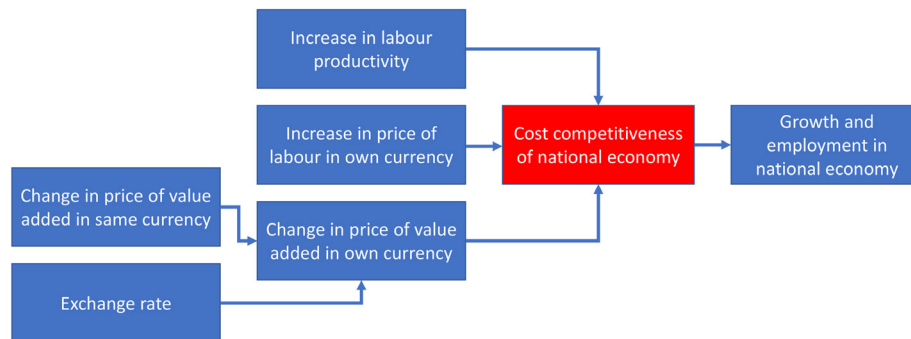 Increase in labour
productivity
Increase in price of
labour in own currency
Cost competitiveness
of national economy
Growth and
employment in
national economy
Change in price of value
added in same currency
Change in price of value
added in own currency
Exchange rate